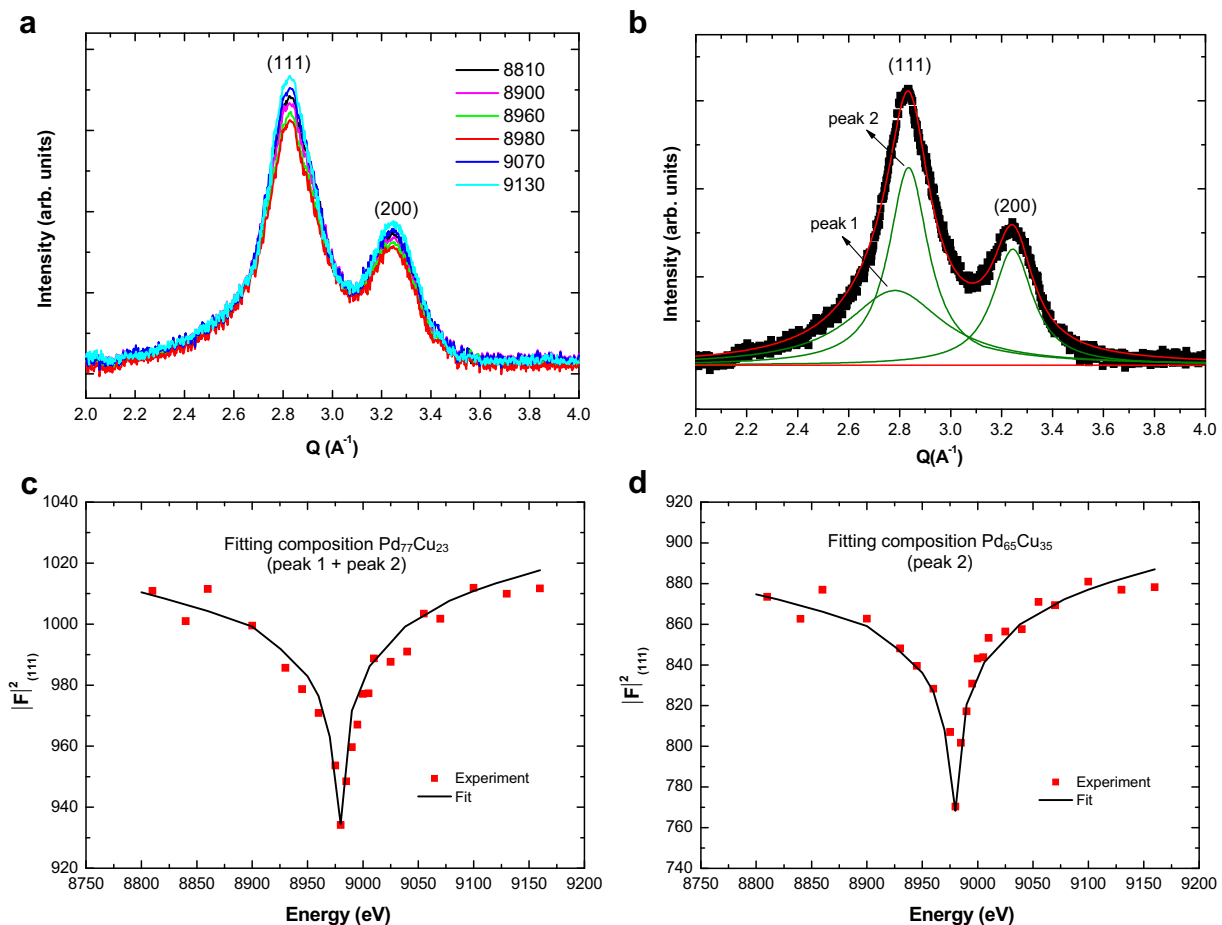 a
(111)
(200)
8810
8900
8960
8980
9070
9130
Intensity (arb. units)
2.0 2.2 2.4 2.6 2.8 3.0 3.2 3.4 3.6 3.8 4.0
Q (A⁻¹)
b
(111)
peak 2
peak 1
(200)
Intensity (arb. units)
2.0 2.2 2.4 2.6 2.8 3.0 3.2 3.4 3.6 3.8 4.0
Q(A⁻¹)
c
1040
1020
1000
980
960
940
920
|F|²₍₁₁₁₎
Fitting composition Pd₇₇Cu₂₃
(peak 1 + peak 2)
Experiment
Fit
8750 8800 8850 8900 8950 9000 9050 9100 9150 9200
Energy (eV)
d
920
900
880
860
840
820
800
780
760
740
|F|²₍₁₁₁₎
Fitting composition Pd₆₅Cu₃₅
(peak 2)
Experiment
Fit
8750 8800 8850 8900 8950 9000 9050 9100 9150 9200
Energy (eV)